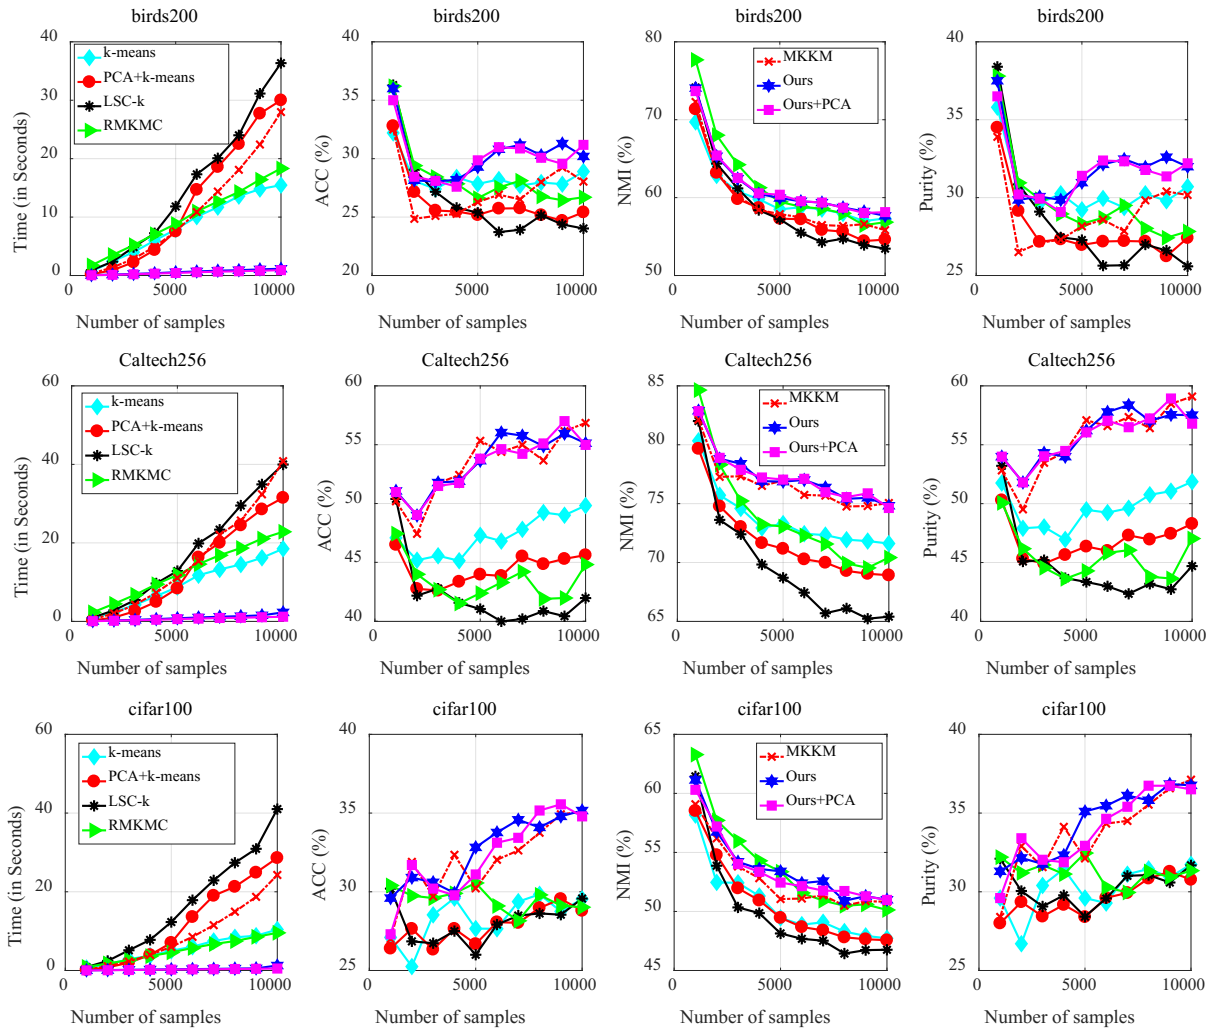 birds200
birds200
birds200
birds200
Time (in Seconds)
40
30
20
10
0
k-means
PCA+k-means
LSC-k
RMKMC
0
5000
10000
Number of samples
ACC (%)
40
35
30
25
20
0
5000
10000
Number of samples
NMI (%)
80
70
60
50
MKKM
Ours
Ours+PCA
0
5000
10000
Number of samples
Purity (%)
40
35
30
25
0
5000
10000
Number of samples
Caltech256
Caltech256
Caltech256
Caltech256
Time (in Seconds)
60
40
20
0
k-means
PCA+k-means
LSC-k
RMKMC
0
5000
10000
Number of samples
ACC (%)
60
55
50
45
40
0
5000
10000
Number of samples
NMI (%)
85
80
75
70
65
MKKM
Ours
Ours+PCA
0
5000
10000
Number of samples
Purity (%)
60
55
50
45
40
0
5000
10000
Number of samples
cifar100
cifar100
cifar100
cifar100
Time (in Seconds)
60
40
20
0
k-means
PCA+k-means
LSC-k
RMKMC
0
5000
10000
Number of samples
ACC (%)
40
35
30
25
0
5000
10000
Number of samples
NMI (%)
65
60
55
50
45
MKKM
Ours
Ours+PCA
0
5000
10000
Number of samples
Purity (%)
40
35
30
25
0
5000
10000
Number of samples